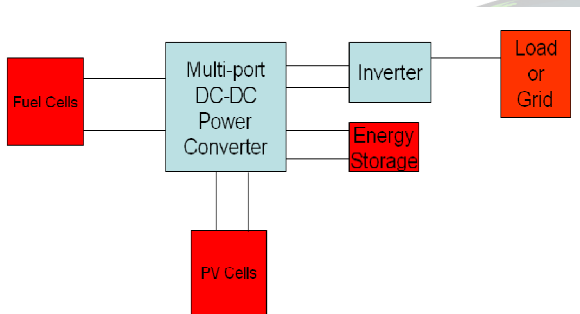 Fuel Cells
Multi-port
DC-DC
Power
Converter
Inverter
Load
or
Grid
Energy
Storage
PV Cells